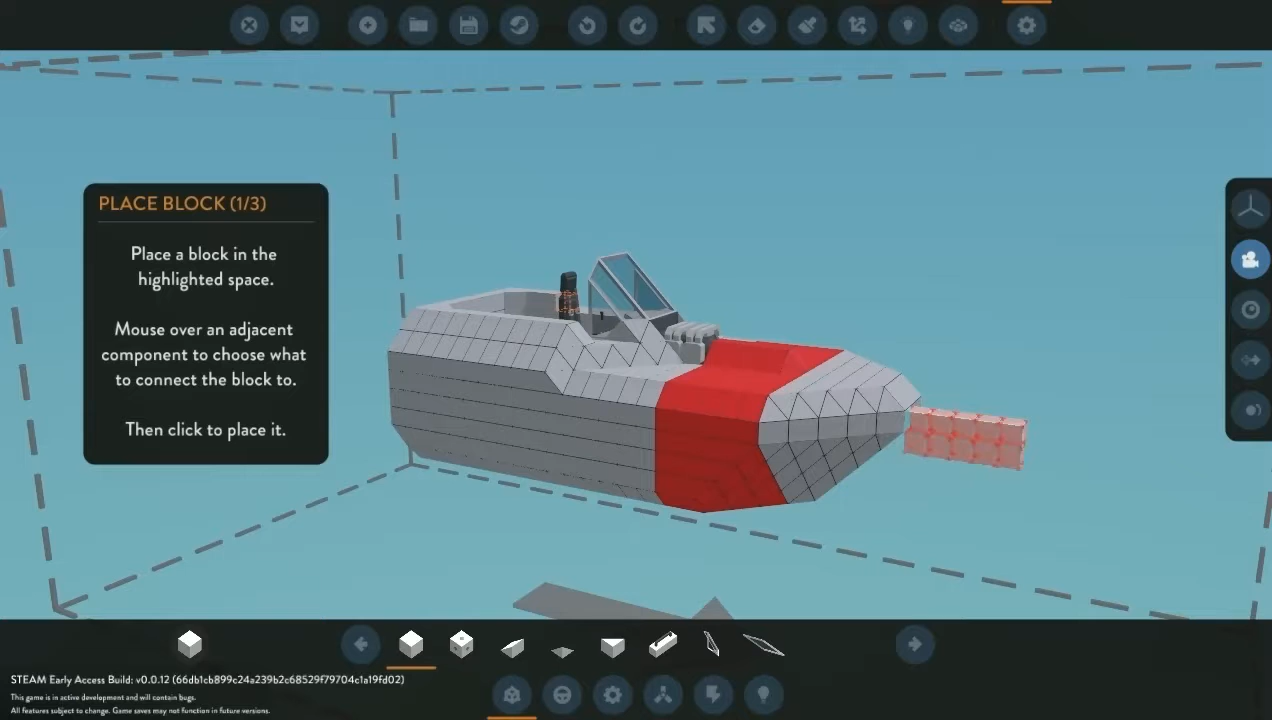 PLACE BLOCK (1/3)
Place a block in the
highlighted space.
Mouse over an adjacent
component to choose what
to connect the block to.
Then click to place it.
STEAM Early Access Build: v0.0.12 (66db1cb899c24a239b2c68529f79704c1a19fd02)
This game is in active development and will contain bugs.
All features subject to change. Game saves may not function in future versions.